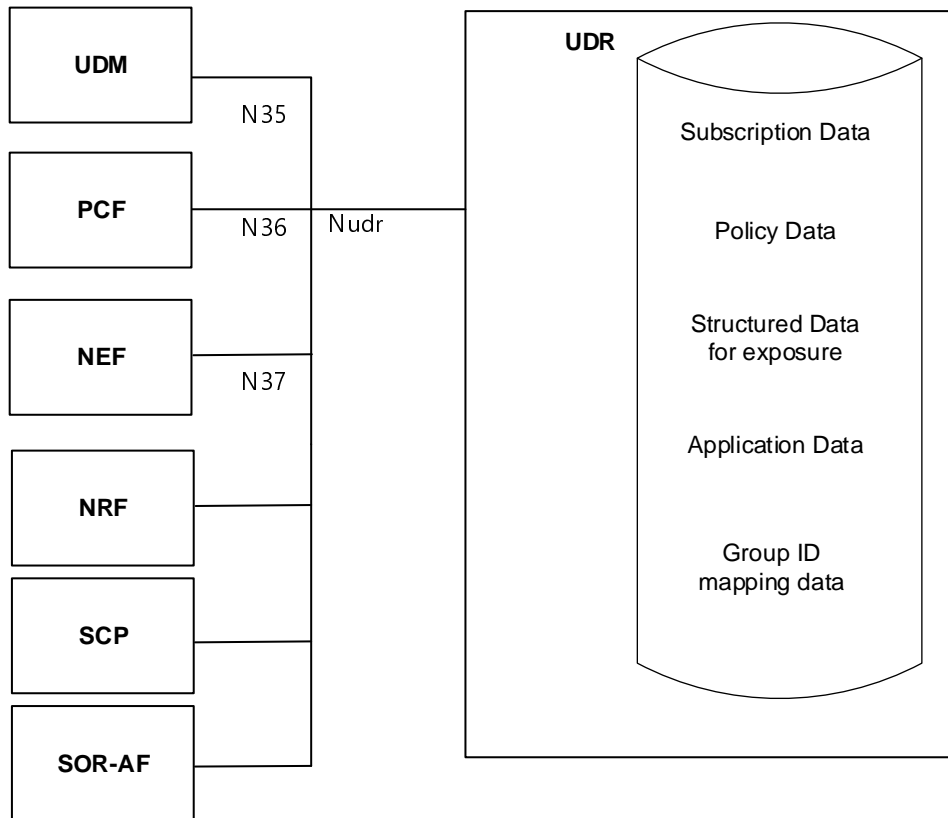 UDM
N35
PCF
N36
Nudr
NEF
N37
NRF
SCP
SOR-AF
UDR
Subscription Data
Policy Data
Structured Data
for exposure
Application Data
Group ID
mapping data